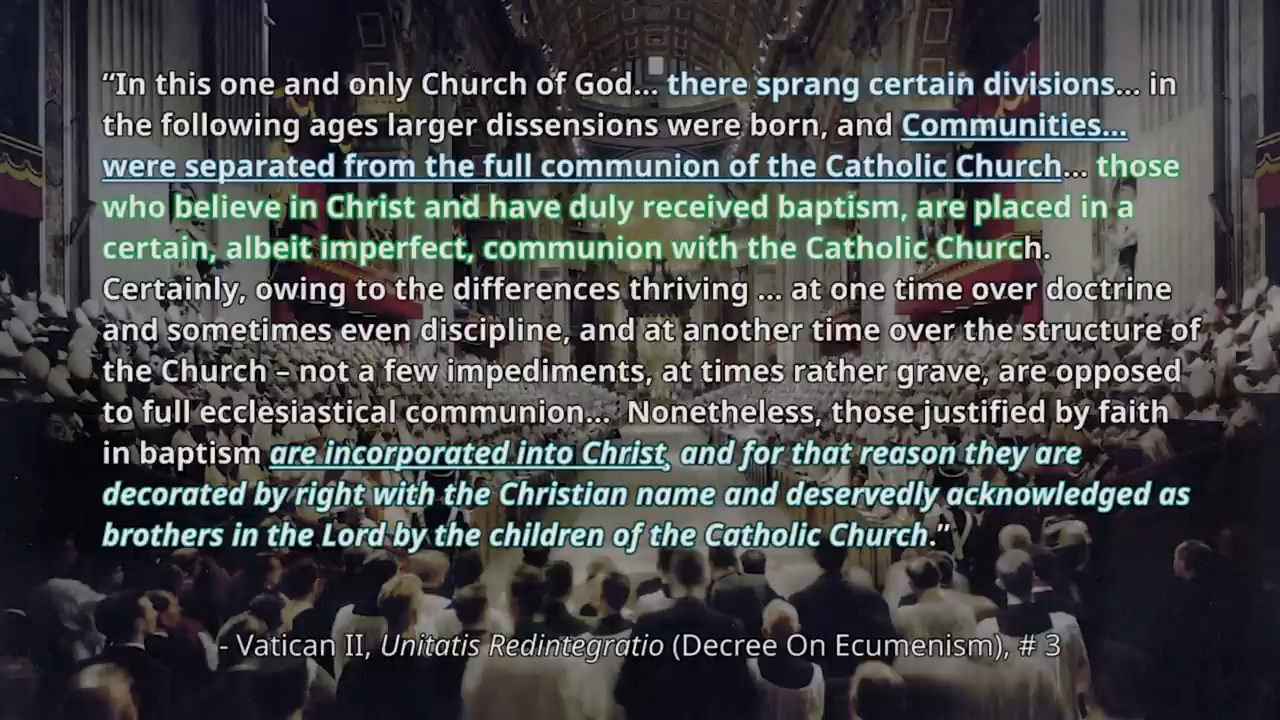 “In this one and only Church of God... there sprang certain divisions... in
the following ages larger dissensions were born, and Communities...
were separated from the full communion of the Catholic Church... those
who believe in Christ and have duly received baptism, are placed in a
certain, albeit imperfect, communion with the Catholic Church.
Certainly, owing to the differences thriving ... at one time over doctrine
and sometimes even discipline, and at another time over the structure of
the Church – not a few impediments, at times rather grave, are opposed
to full ecclesiastical communion... Nonetheless, those justified by faith
in baptism are incorporated into Christ, and for that reason they are
decorated by right with the Christian name and deservedly acknowledged as
brothers in the Lord by the children of the Catholic Church.”
- Vatican II, Unitatis Redintegratio (Decree On Ecumenism), # 3